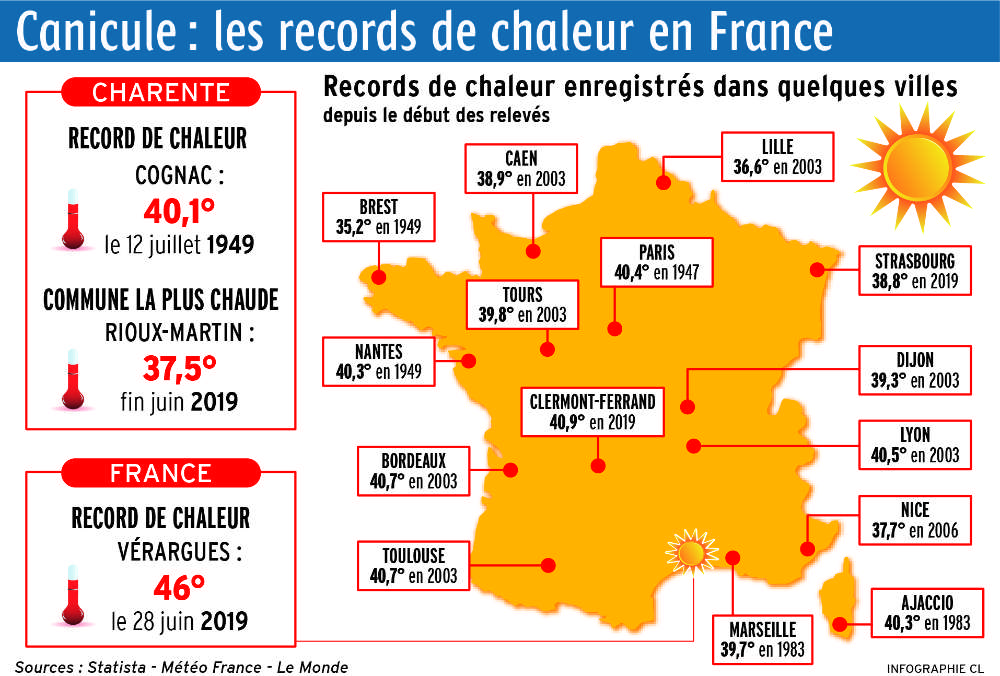 Canicule : les records de chaleur en France
CHARENTE
RECORD DE CHALEUR
COGNAC :
40,1°
le 12 juillet 1949
COMMUNE LA PLUS CHAUDE
RIOUX-MARTIN :
37,5°
fin juin 2019
FRANCE
RECORD DE CHALEUR
VÉRARGUES :
46°
le 28 juin 2019
Records de chaleur enregistrés dans quelques villes
depuis le début des relevés
LILLE
36,6° en 2003
CAEN
38,9° en 2003
BREST
35,2° en 1949
PARIS
40,4° en 1947
STRASBOURG
38,8° en 2019
TOURS
39,8° en 2003
NANTES
40,3° en 1949
DIJON
39,3° en 2003
CLERMONT-FERRAND
40,9° en 2019
LYON
40,5° en 2003
BORDEAUX
40,7° en 2003
NICE
37,7° en 2006
TOULOUSE
40,7° en 2003
AJACCIO
40,3° en 1983
MARSEILLE
39,7° en 1983
Sources : Statista - Météo France - Le Monde
INFOGRAPHIE CL